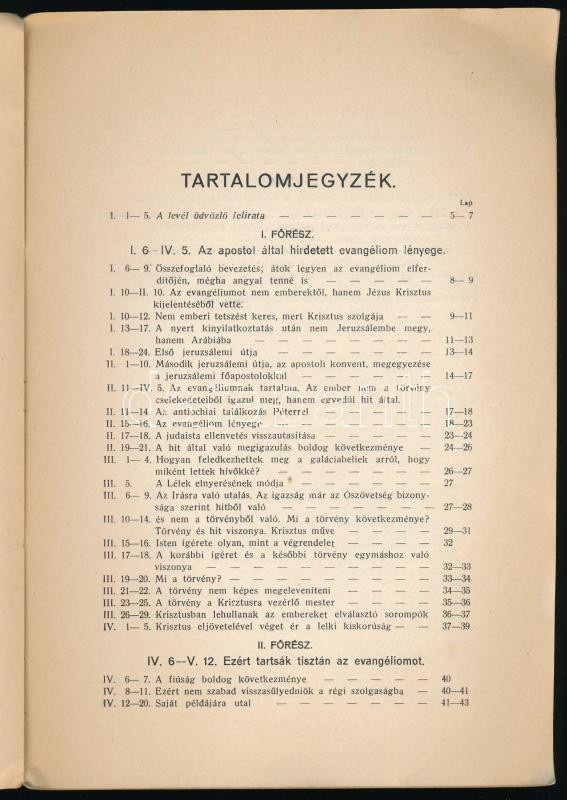 TARTALOMJEGYZÉK.
Lap
I. 1— 5. A levél üdvözlő felirata — — — — — — — 5— 7
I. FŐRÉSZ.
I. 6—IV. 5. Az apostol által hirdetett evangéliom lényege.
I. 6— 9. Összefoglaló bevezetés; átok legyen az evangéliom elfer-
dítőjén, mégha angyal tenné is — — — — — 8— 9
I. 10—II. 10. Az evangéliumot nem emberektől, hanem Jézus Krisztus
kijelentéséből vette.
I. 10—12. Nem emberi tetszést keres, mert Krisztus szolgája — — 9—11
I. 13—17. A nyert kinyilatkoztatás után nem Jeruzsálembe megy,
hanem Arábiába — — — — — — — — 11—13
I. 18—24. Első jeruzsálemi útja — — — — — — — — 13—14
II. 1—10. Második jeruzsálemi útja, az apostoli konvent, megegyezése
a jeruzsálemi főapostolokkul — — — — — — 14—17
II. 11—IV. 5. Az evangéliumnak tartalma. Az ember nem a törvény
cselekedeteiből igazul meg, hanem egyedül hit által.
II. 11—14. Az antiochiai találkozás Péterrel — — — — — 17—18
II. 15—16. Az evangéliom lényege — — — — — — — 18—23
II. 17—18. A judaista ellenvetés visszautasítása — — — — — 23—24
II. 19—21. A hit által való megigazulás boldog következménye — — 24—26
III. 1— 4. Hogyan feledkezhettek meg a galáciabeliek arról, hogy
miként lettek hívőkké? — — — — — — — 26—27
III. 5. A Lélek elnyerésének módja — — — — — — 27
III. 6— 9. Az Írásra való utalás. Az igazság már az Ószövetség bizony-
sága szerint hitből való — — — — — — — 27—28
III. 10—14. és nem a törvényből való. Mi a törvény következménye?
Törvény és hit viszonya. Krisztus műve — — — — 29—31
III. 15—16. Isten ígérete olyan, mint a végrendelet — — — — 32
III. 17—18. A korábbi ígéret és a későbbi törvény egymáshoz való
viszonya — — — — — — — — — — 32—33
III. 19—20. Mi a törvény? — — — — — — — — — 33—34
III. 21—22. A törvény nem képes megeleveníteni — — — — 34—35
III. 23—25. A törvény a Krisztusra vezérlő mester — — — — 35—36
III. 26—29. Krisztusban lehullanak az embereket elválasztó sorompók 36—37
IV. 1— 5. Krisztus eljövetelével véget ér a lelki kiskorúság — — 37—39
II. FŐRÉSZ.
IV. 6—V. 12. Ezért tartsák tisztán az evangéliomot.
IV. 6— 7. A fiúság boldog következménye — — — — — 40
IV. 8—11. Ezért nem szabad visszasűlyedniök a régi szolgaságba — 40—41
IV. 12—20. Saját példájára utal — — — — — — — 41—43